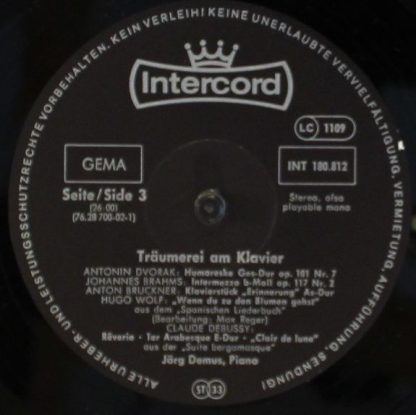 ALLE URHEBER- UND LEISTUNGSSCHUTZRECHTE VORBEHALTEN. KEIN VERLEIH! KEINE UNERLAUBTE VERVIELFÄLTIGUNG, VERMIETUNG, AUFFÜHRUNG, SENDUNG!
Intercord
LC 1109
GEMA
INT 180.812
Seite/Side 3
(26:00)
(76.28 700-02-1)
Stereo, also
playable mono
Träumerei am Klavier
ANTONIN DVORAK: Humoreske Ges-Dur op. 101 Nr. 7
JOHANNES BRAHMS: Intermezzo b-Moll op. 117 Nr. 2
ANTON BRUCKNER: Klavierstück „Erinnerung" As-Dur
HUGO WOLF: „Wenn du zu den Blumen gehst"
aus dem „Spanischen Liederbuch"
(Bearbeitung: Max Reger)
CLAUDE DEBUSSY:
Rêverie · 1er Arabesque E-Dur · „Clair de lune"
aus der „Suite bergamasque"
Jörg Demus, Piano
ST 33